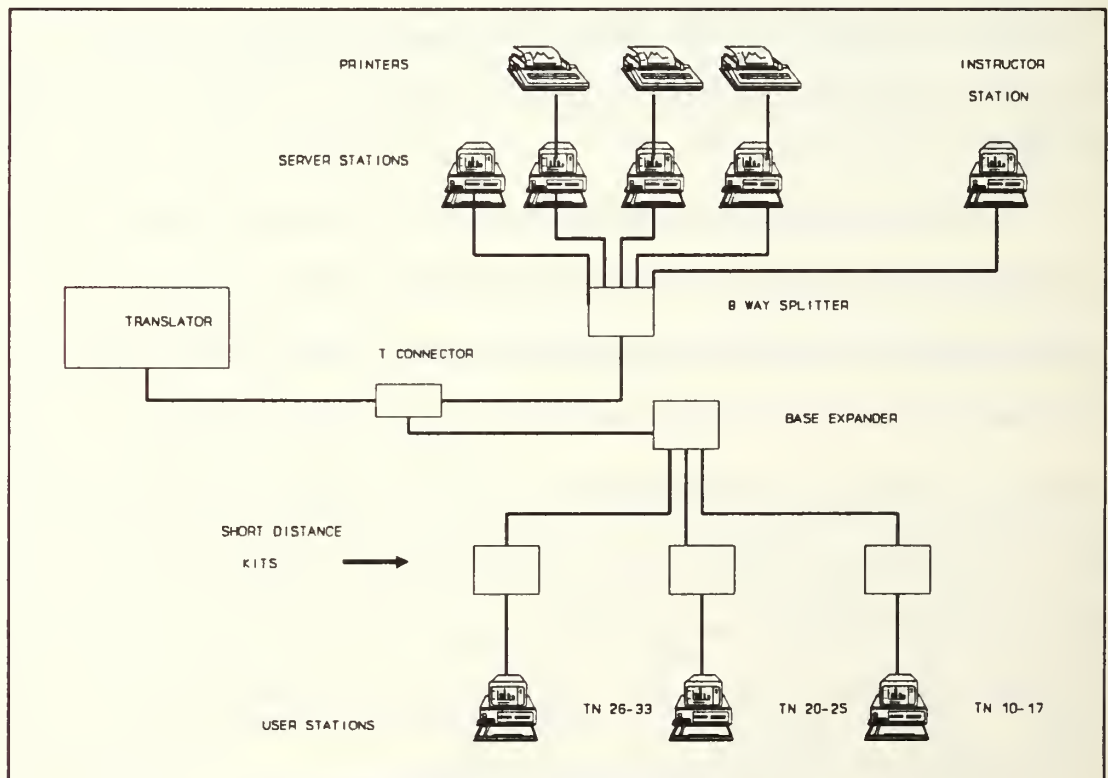 PRINTERS
INSTRUCTOR
STATION
SERVER STATIONS
8 WAY SPLITTER
TRANSLATOR
T CONNECTOR
BASE EXPANDER
SHORT DISTANCE
KITS
TN 26-33
TN 20-25
TN 10-17
USER STATIONS